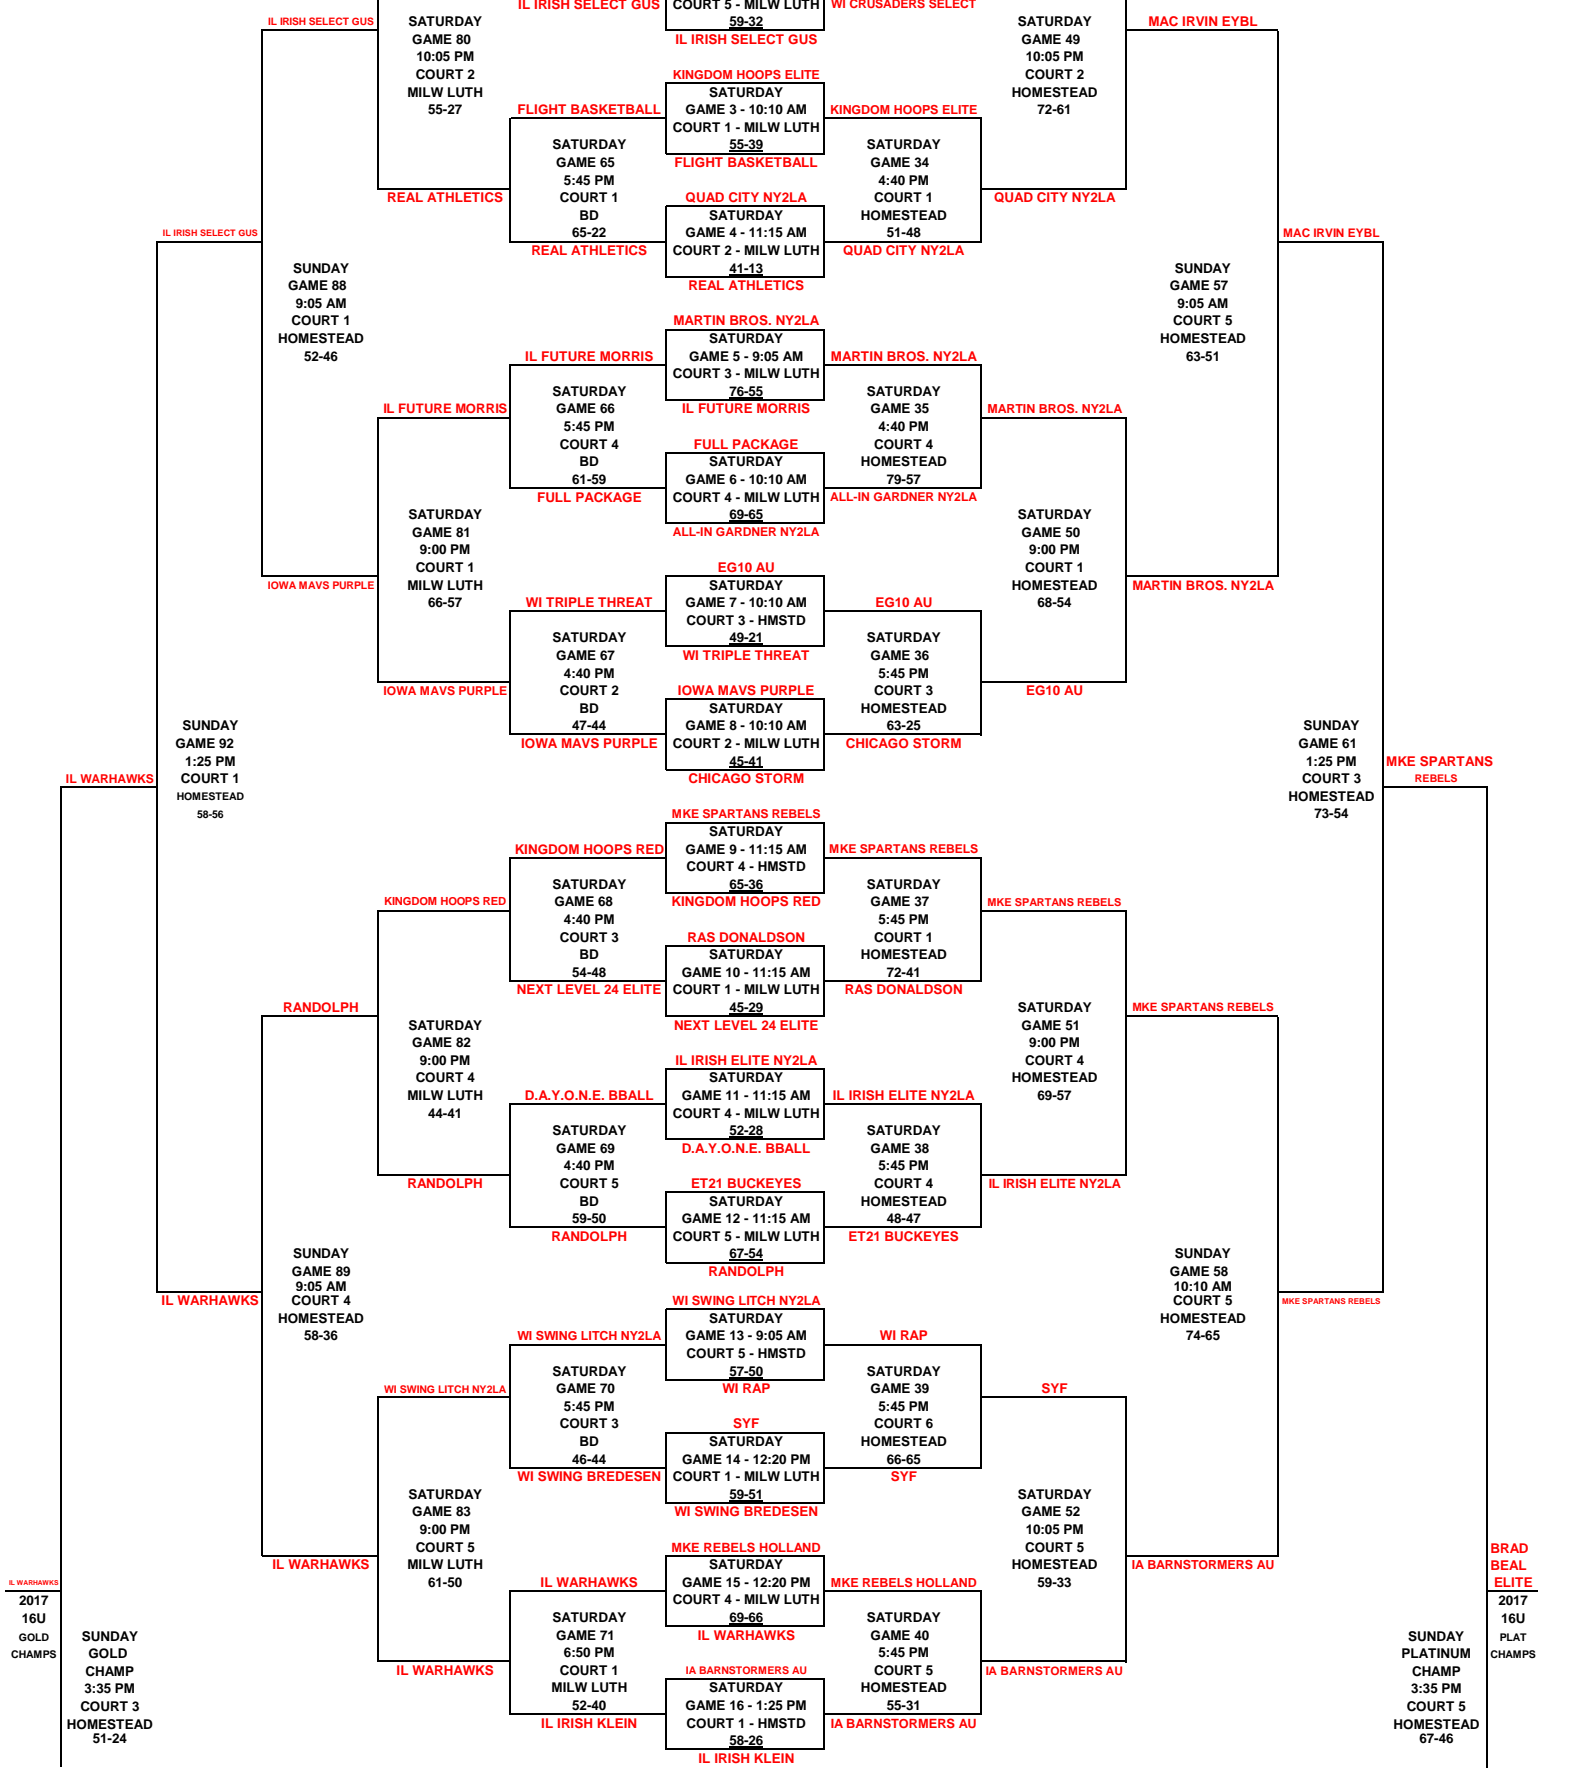 IL IRISH SELECT GUS
COURT 5 - MILW LUTH
59-32
IL IRISH SELECT GUS
WI CRUSADERS SELECT
IL IRISH SELECT GUS
SATURDAY
GAME 80
10:05 PM
COURT 2
MILW LUTH
55-27
SATURDAY
GAME 49
10:05 PM
COURT 2
HOMESTEAD
72-61
MAC IRVIN EYBL
KINGDOM HOOPS ELITE
SATURDAY
GAME 3 - 10:10 AM
COURT 1 - MILW LUTH
55-39
FLIGHT BASKETBALL
FLIGHT BASKETBALL
KINGDOM HOOPS ELITE
SATURDAY
GAME 65
5:45 PM
COURT 1
BD
65-22
SATURDAY
GAME 34
4:40 PM
COURT 1
HOMESTEAD
51-48
REAL ATHLETICS
QUAD CITY NY2LA
QUAD CITY NY2LA
SATURDAY
GAME 4 - 11:15 AM
COURT 2 - MILW LUTH
41-13
REAL ATHLETICS
REAL ATHLETICS
QUAD CITY NY2LA
IL IRISH SELECT GUS
MAC IRVIN EYBL
SUNDAY
GAME 88
9:05 AM
COURT 1
HOMESTEAD
52-46
SUNDAY
GAME 57
9:05 AM
COURT 5
HOMESTEAD
63-51
MARTIN BROS. NY2LA
SATURDAY
GAME 5 - 9:05 AM
COURT 3 - MILW LUTH
76-55
IL FUTURE MORRIS
IL FUTURE MORRIS
MARTIN BROS. NY2LA
SATURDAY
GAME 66
5:45 PM
COURT 4
BD
61-59
SATURDAY
GAME 35
4:40 PM
COURT 4
HOMESTEAD
79-57
IL FUTURE MORRIS
MARTIN BROS. NY2LA
FULL PACKAGE
SATURDAY
GAME 6 - 10:10 AM
COURT 4 - MILW LUTH
69-65
ALL-IN GARDNER NY2LA
FULL PACKAGE
ALL-IN GARDNER NY2LA
SATURDAY
GAME 81
9:00 PM
COURT 1
MILW LUTH
66-57
SATURDAY
GAME 50
9:00 PM
COURT 1
HOMESTEAD
68-54
IOWA MAVS PURPLE
MARTIN BROS. NY2LA
EG10 AU
SATURDAY
GAME 7 - 10:10 AM
COURT 3 - HMSTD
49-21
WI TRIPLE THREAT
WI TRIPLE THREAT
EG10 AU
SATURDAY
GAME 67
4:40 PM
COURT 2
BD
47-44
SATURDAY
GAME 36
5:45 PM
COURT 3
HOMESTEAD
63-25
IOWA MAVS PURPLE
EG10 AU
IOWA MAVS PURPLE
SATURDAY
GAME 8 - 10:10 AM
COURT 2 - MILW LUTH
45-41
CHICAGO STORM
IOWA MAVS PURPLE
CHICAGO STORM
SUNDAY
GAME 92
1:25 PM
COURT 1
HOMESTEAD
58-56
SUNDAY
GAME 61
1:25 PM
COURT 3
HOMESTEAD
73-54
IL WARHAWKS
MKE SPARTANS
REBELS
MKE SPARTANS REBELS
SATURDAY
GAME 9 - 11:15 AM
COURT 4 - HMSTD
65-36
KINGDOM HOOPS RED
KINGDOM HOOPS RED
MKE SPARTANS REBELS
SATURDAY
GAME 68
4:40 PM
COURT 3
BD
54-48
SATURDAY
GAME 37
5:45 PM
COURT 1
HOMESTEAD
72-41
KINGDOM HOOPS RED
MKE SPARTANS REBELS
RAS DONALDSON
SATURDAY
GAME 10 - 11:15 AM
COURT 1 - MILW LUTH
45-29
NEXT LEVEL 24 ELITE
NEXT LEVEL 24 ELITE
RAS DONALDSON
RANDOLPH
MKE SPARTANS REBELS
SATURDAY
GAME 82
9:00 PM
COURT 4
MILW LUTH
44-41
SATURDAY
GAME 51
9:00 PM
COURT 4
HOMESTEAD
69-57
IL IRISH ELITE NY2LA
SATURDAY
GAME 11 - 11:15 AM
COURT 4 - MILW LUTH
52-28
D.A.Y.O.N.E. BBALL
D.A.Y.O.N.E. BBALL
IL IRISH ELITE NY2LA
SATURDAY
GAME 69
4:40 PM
COURT 5
BD
59-50
SATURDAY
GAME 38
5:45 PM
COURT 4
HOMESTEAD
48-47
RANDOLPH
IL IRISH ELITE NY2LA
ET21 BUCKEYES
SATURDAY
GAME 12 - 11:15 AM
COURT 5 - MILW LUTH
67-54
RANDOLPH
RANDOLPH
ET21 BUCKEYES
SUNDAY
GAME 89
9:05 AM
COURT 4
HOMESTEAD
58-36
SUNDAY
GAME 58
10:10 AM
COURT 5
HOMESTEAD
74-65
IL WARHAWKS
MKE SPARTANS REBELS
WI SWING LITCH NY2LA
SATURDAY
GAME 13 - 9:05 AM
COURT 5 - HMSTD
57-50
WI RAP
WI SWING LITCH NY2LA
WI RAP
SATURDAY
GAME 70
5:45 PM
COURT 3
BD
46-44
SATURDAY
GAME 39
5:45 PM
COURT 6
HOMESTEAD
66-65
WI SWING LITCH NY2LA
SYF
SYF
SATURDAY
GAME 14 - 12:20 PM
COURT 1 - MILW LUTH
59-51
WI SWING BREDESEN
WI SWING BREDESEN
SYF
SATURDAY
GAME 83
9:00 PM
COURT 5
MILW LUTH
61-50
SATURDAY
GAME 52
10:05 PM
COURT 5
HOMESTEAD
59-33
IL WARHAWKS
IA BARNSTORMERS AU
MKE REBELS HOLLAND
SATURDAY
GAME 15 - 12:20 PM
COURT 4 - MILW LUTH
69-66
IL WARHAWKS
IL WARHAWKS
MKE REBELS HOLLAND
SATURDAY
GAME 71
6:50 PM
COURT 1
MILW LUTH
52-40
SATURDAY
GAME 40
5:45 PM
COURT 5
HOMESTEAD
55-31
IL WARHAWKS
IA BARNSTORMERS AU
IA BARNSTORMERS AU
SATURDAY
GAME 16 - 1:25 PM
COURT 1 - HMSTD
58-26
IL IRISH KLEIN
IL IRISH KLEIN
IA BARNSTORMERS AU
IL WARHAWKS
2017
16U
GOLD
CHAMPS
SUNDAY
GOLD
CHAMP
3:35 PM
COURT 3
HOMESTEAD
51-24
BRAD
BEAL
ELITE
2017
16U
PLAT
CHAMPS
SUNDAY
PLATINUM
CHAMP
3:35 PM
COURT 5
HOMESTEAD
67-46